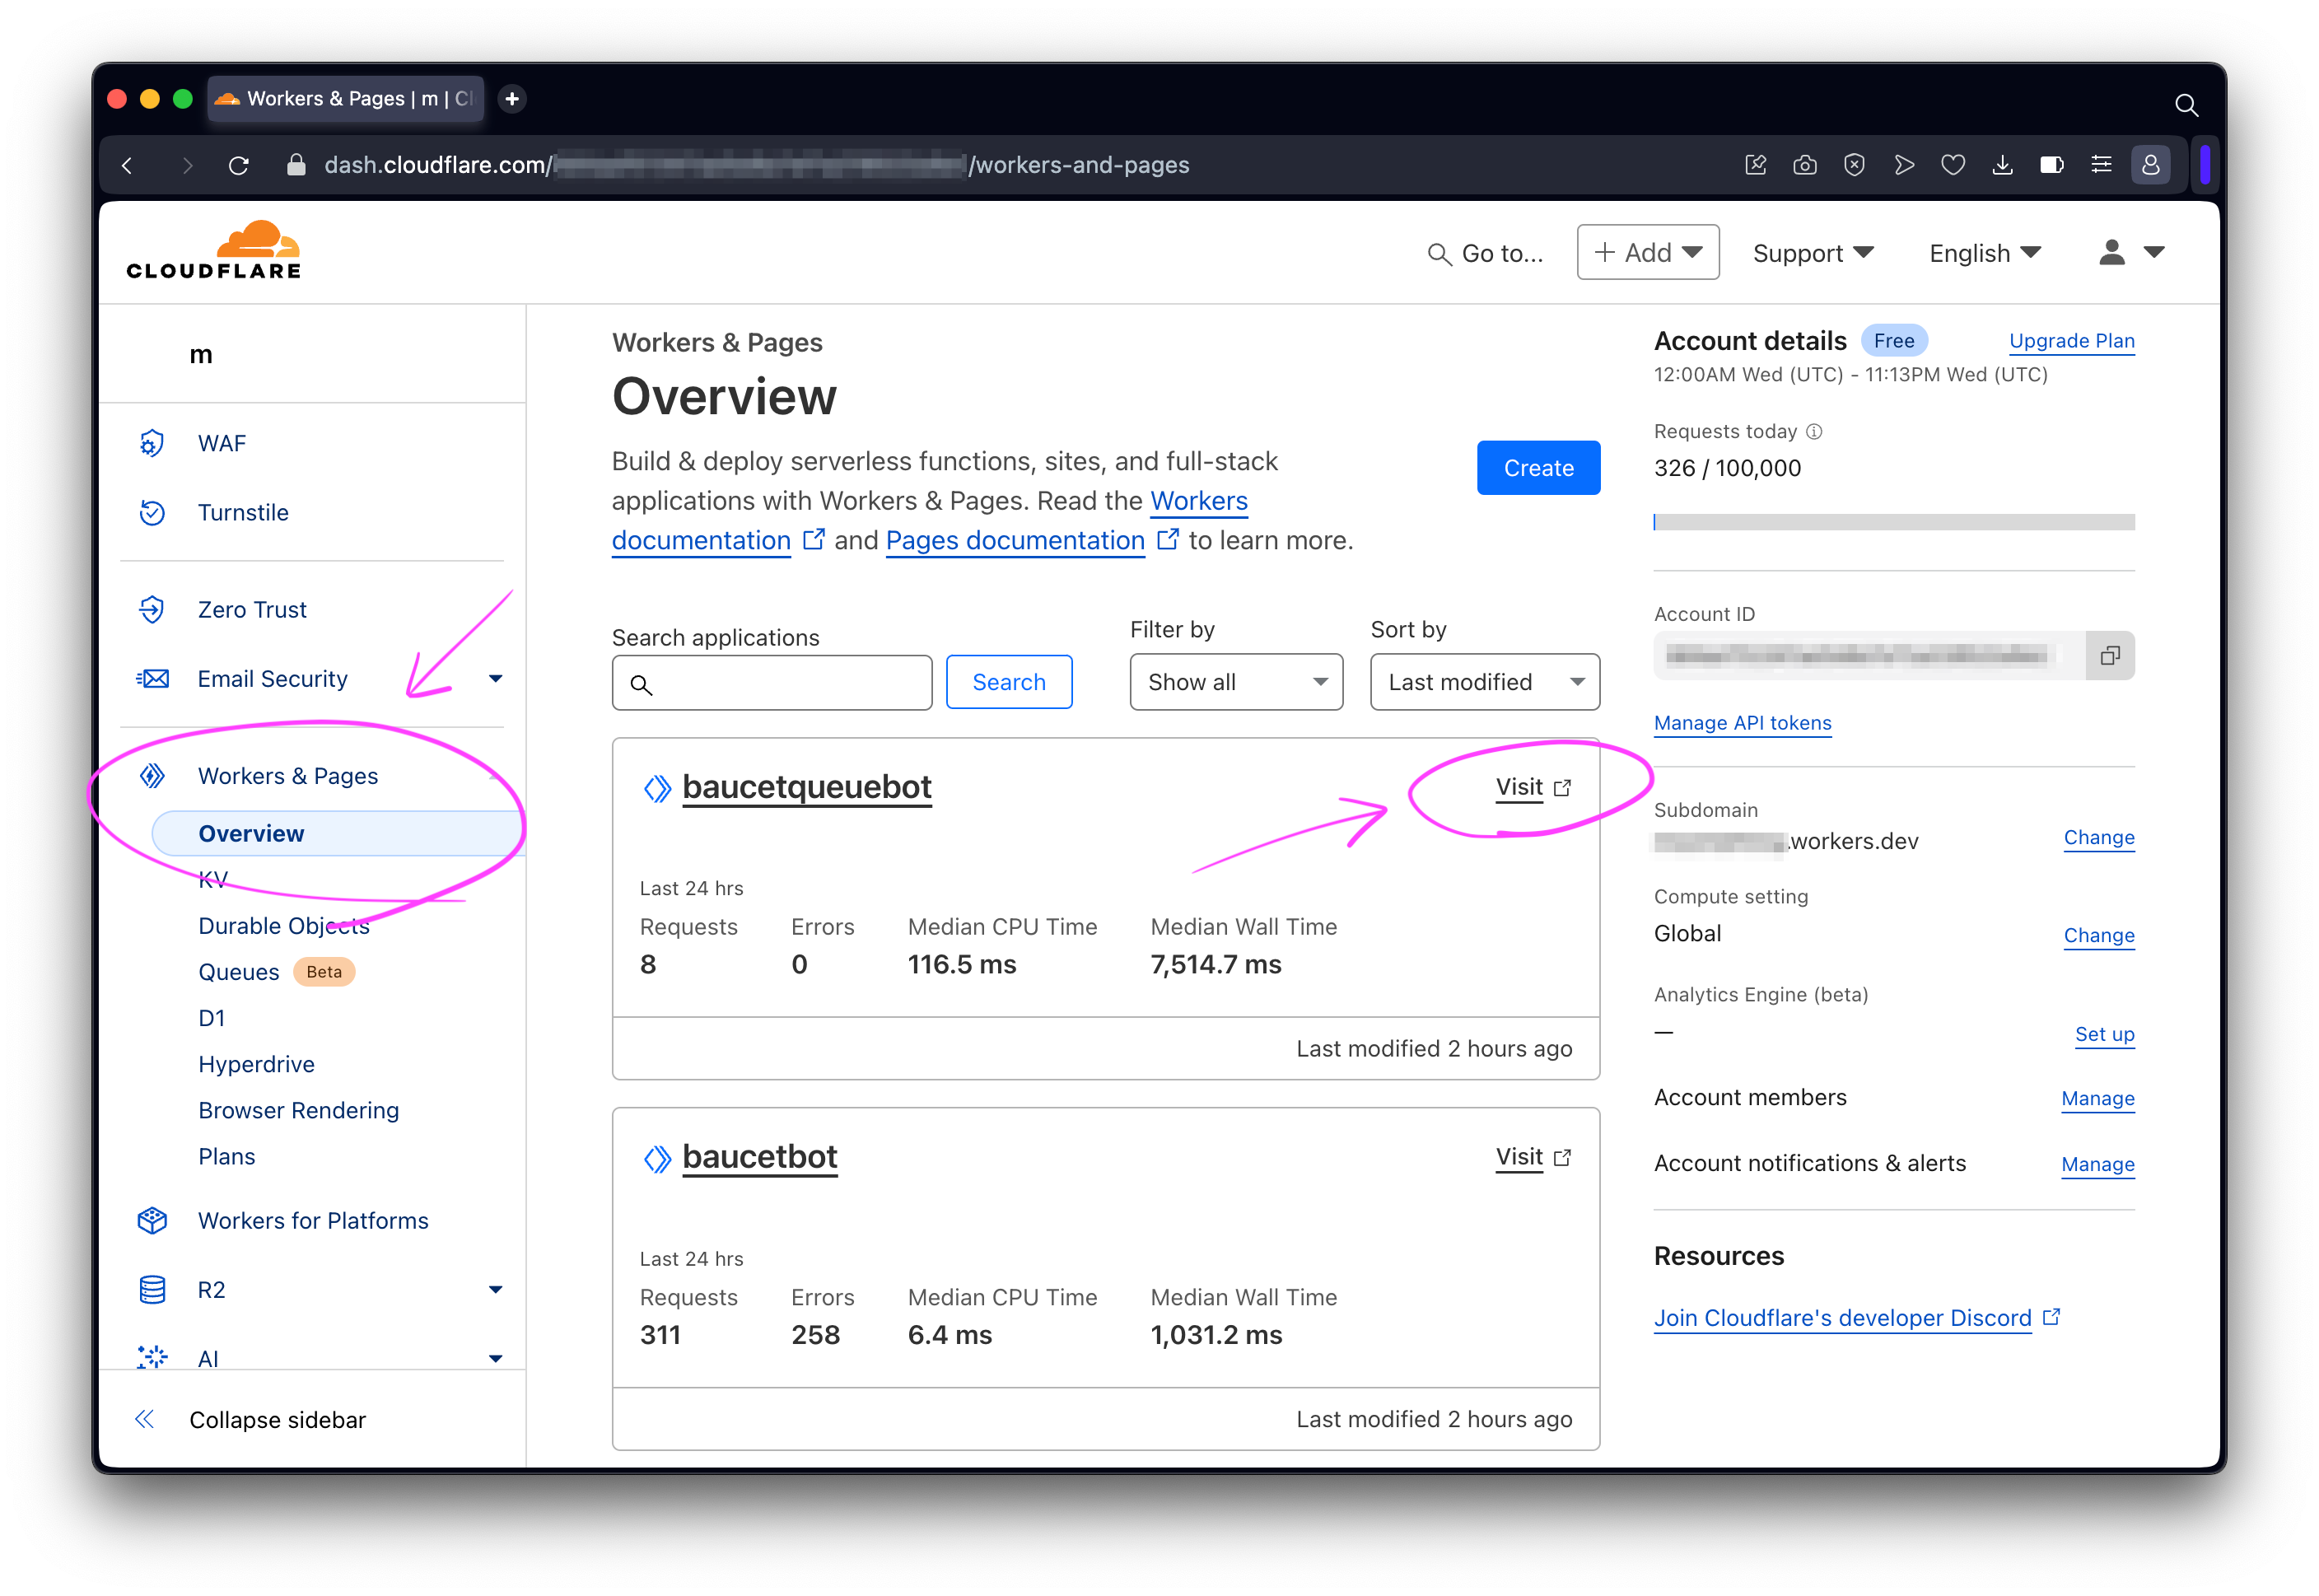 Workers & Pages | m | Cl
dash.cloudflare.com/ /workers-and-pages
CLOUDFLARE
Go to...
Add
Support
English
m
WAF
Turnstile
Zero Trust
Email Security
Workers & Pages
Overview
KV
Durable Objects
Queues Beta
D1
Hyperdrive
Browser Rendering
Plans
Workers for Platforms
R2
AI
Collapse sidebar
Workers & Pages
Overview
Build & deploy serverless functions, sites, and full-stack
applications with Workers & Pages. Read the Workers
documentation and Pages documentation to learn more.
Create
Search applications
Search
Filter by
Show all
Sort by
Last modified
baucetqueuebot
Visit
Last 24 hrs
Requests Errors Median CPU Time Median Wall Time
8 0 116.5 ms 7,514.7 ms
Last modified 2 hours ago
baucetbot
Visit
Last 24 hrs
Requests Errors Median CPU Time Median Wall Time
311 258 6.4 ms 1,031.2 ms
Last modified 2 hours ago
Account details Free Upgrade Plan
12:00AM Wed (UTC) - 11:13PM Wed (UTC)
Requests today
326 / 100,000
Account ID
Manage API tokens
Subdomain
.workers.dev Change
Compute setting
Global Change
Analytics Engine (beta)
— Set up
Account members Manage
Account notifications & alerts Manage
Resources
Join Cloudflare's developer Discord